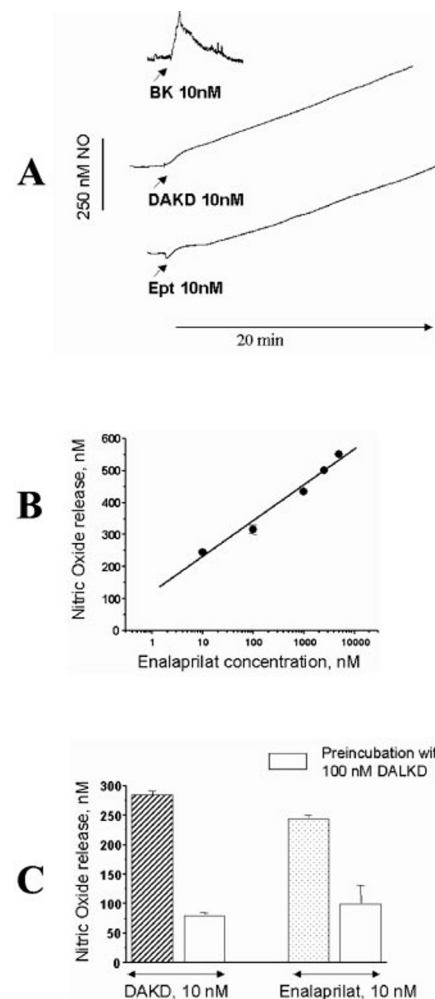 A
BK 10nM
250 nM NO
DAKD 10nM
Ept 10nM
20 min
B
Nitric Oxide release, nM
600
500
400
300
200
100
0
1 10 100 1000 10000
Enalaprilat concentration, nM
C
Preincubation wit
100 nM DALKD
Nitric Oxide release, nM
300
250
200
150
100
50
0
DAKD, 10 nM Enalaprilat, 10 nM